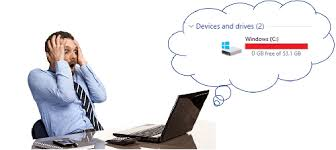 Devices and drives (2)
Windows (C:)
0 GB free of 53.1 GB